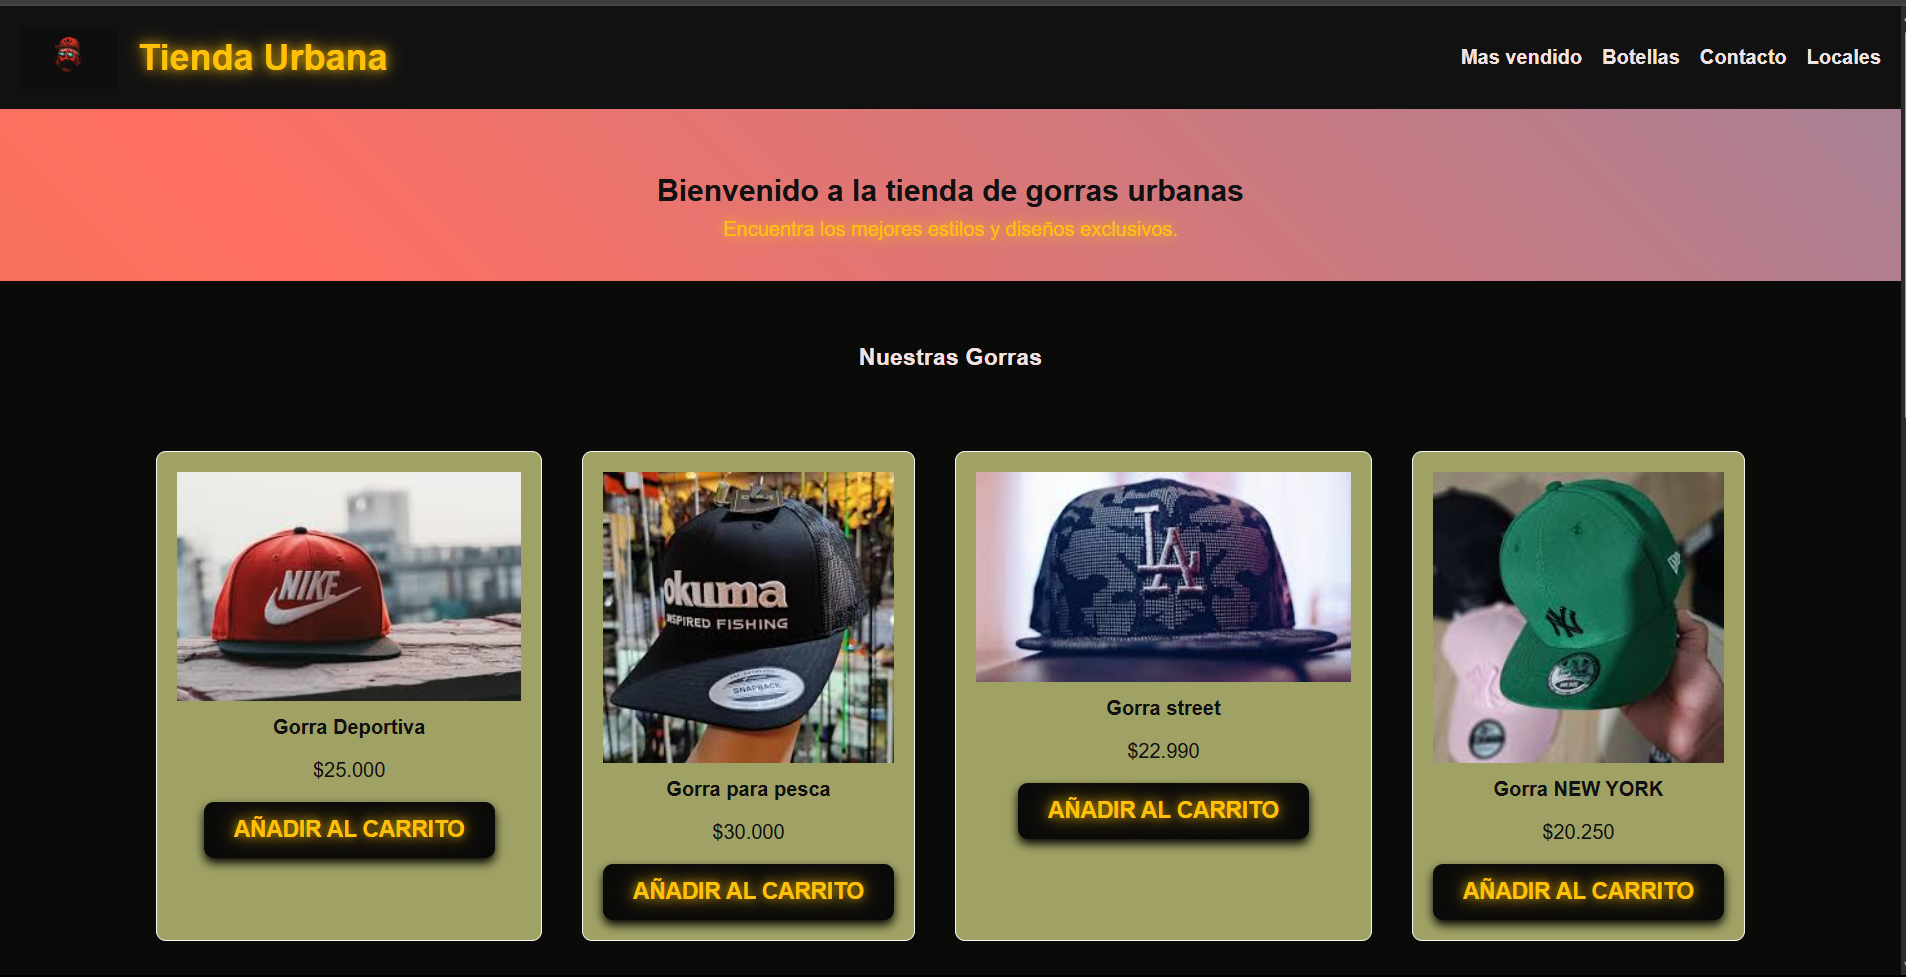 Tienda Urbana
Mas vendido Botellas Contacto Locales
Bienvenido a la tienda de gorras urbanas
Encuentra los mejores estilos y diseños exclusivos.
Nuestras Gorras
NIKE
okuma
NSPIRED FISHING
SNAPBACK
LA
NY
Gorra Deportiva
$25.000
AÑADIR AL CARRITO
Gorra para pesca
$30.000
AÑADIR AL CARRITO
Gorra street
$22.990
AÑADIR AL CARRITO
Gorra NEW YORK
$20.250
AÑADIR AL CARRITO